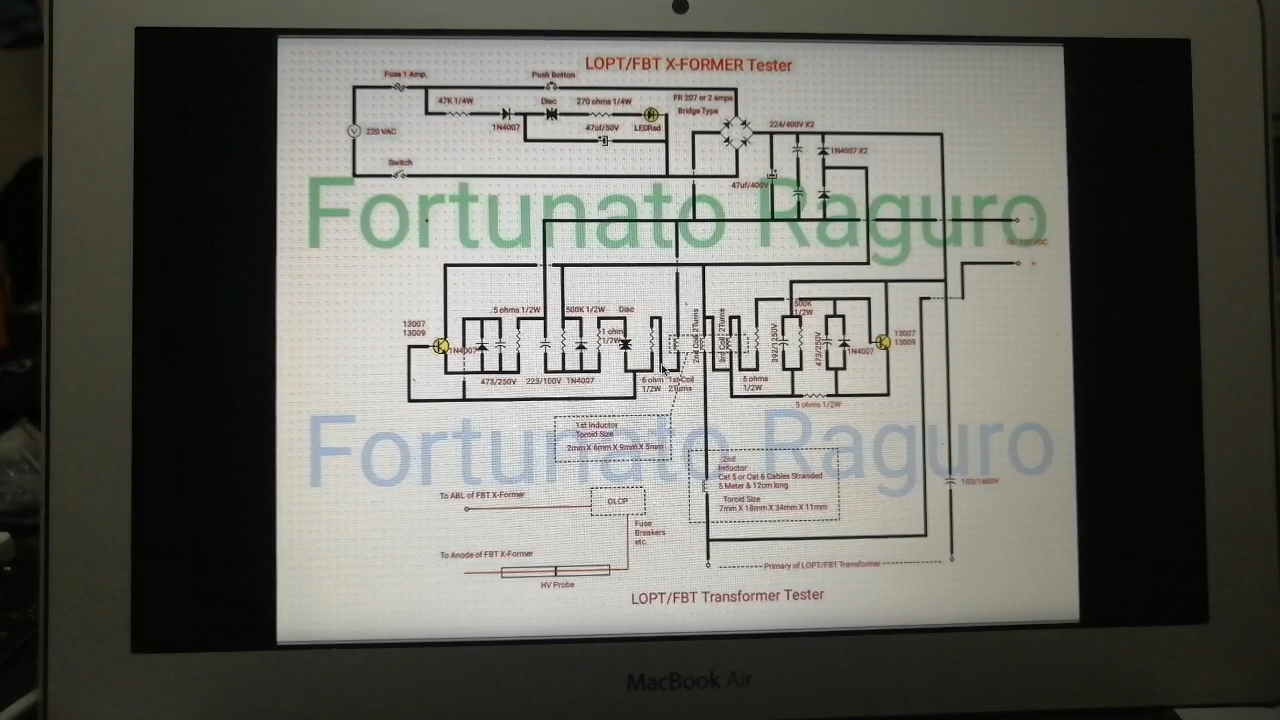 LOPT/FBT X-FORMER Tester
Fuse 1 Amp.
Push Botton
47K 1/4W
Diac
270 ohms 1/4W
FR 207 or 2 amps
Bridge Type
1N4007
47uf/50V
LEDRed
224/400V X2
220 VAC
1N4007 X2
Switch
47uf/400V
Fortunato Raguro
.5 ohms 1/2W
500K 1/2W
Diac
500K
1/2W
13007
13009
1N4007
1 ohm
1/2W
2nd Coil 2Turns
3rd Coil 2Turns
392/1250V
473/250V
1N4007
13007
13009
473/250V
223/100V
1N4007
6 ohm
1/2W
1st Coil
2Turns
6 ohms
1/2W
5 ohms 1/2W
1st Inductor
Toroid Size
2mm X 6mm X 9mm X 5mm
Fortunato Raguro
2nd
Inductor
Cat 5 or Cat 6 Cables Stranded
5 Meter & 12cm long
Toroid Size
7mm X 18mm X 34mm X 11mm
To ABL of FBT X-Former
OLCP
Fuse
Breakers
etc.
To Anode of FBT X-Former
HV Probe
Primary of LOPT/FBT Transformer
LOPT/FBT Transformer Tester
MacBook Air